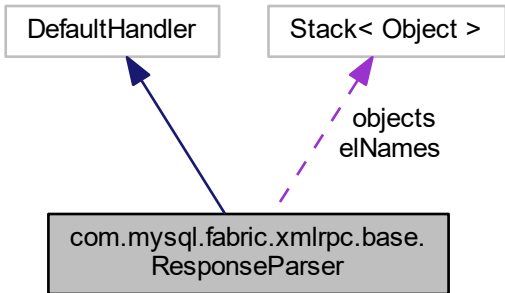 DefaultHandler
Stack< Object >
objects
elNames
com.mysql.fabric.xmlrpc.base.
ResponseParser